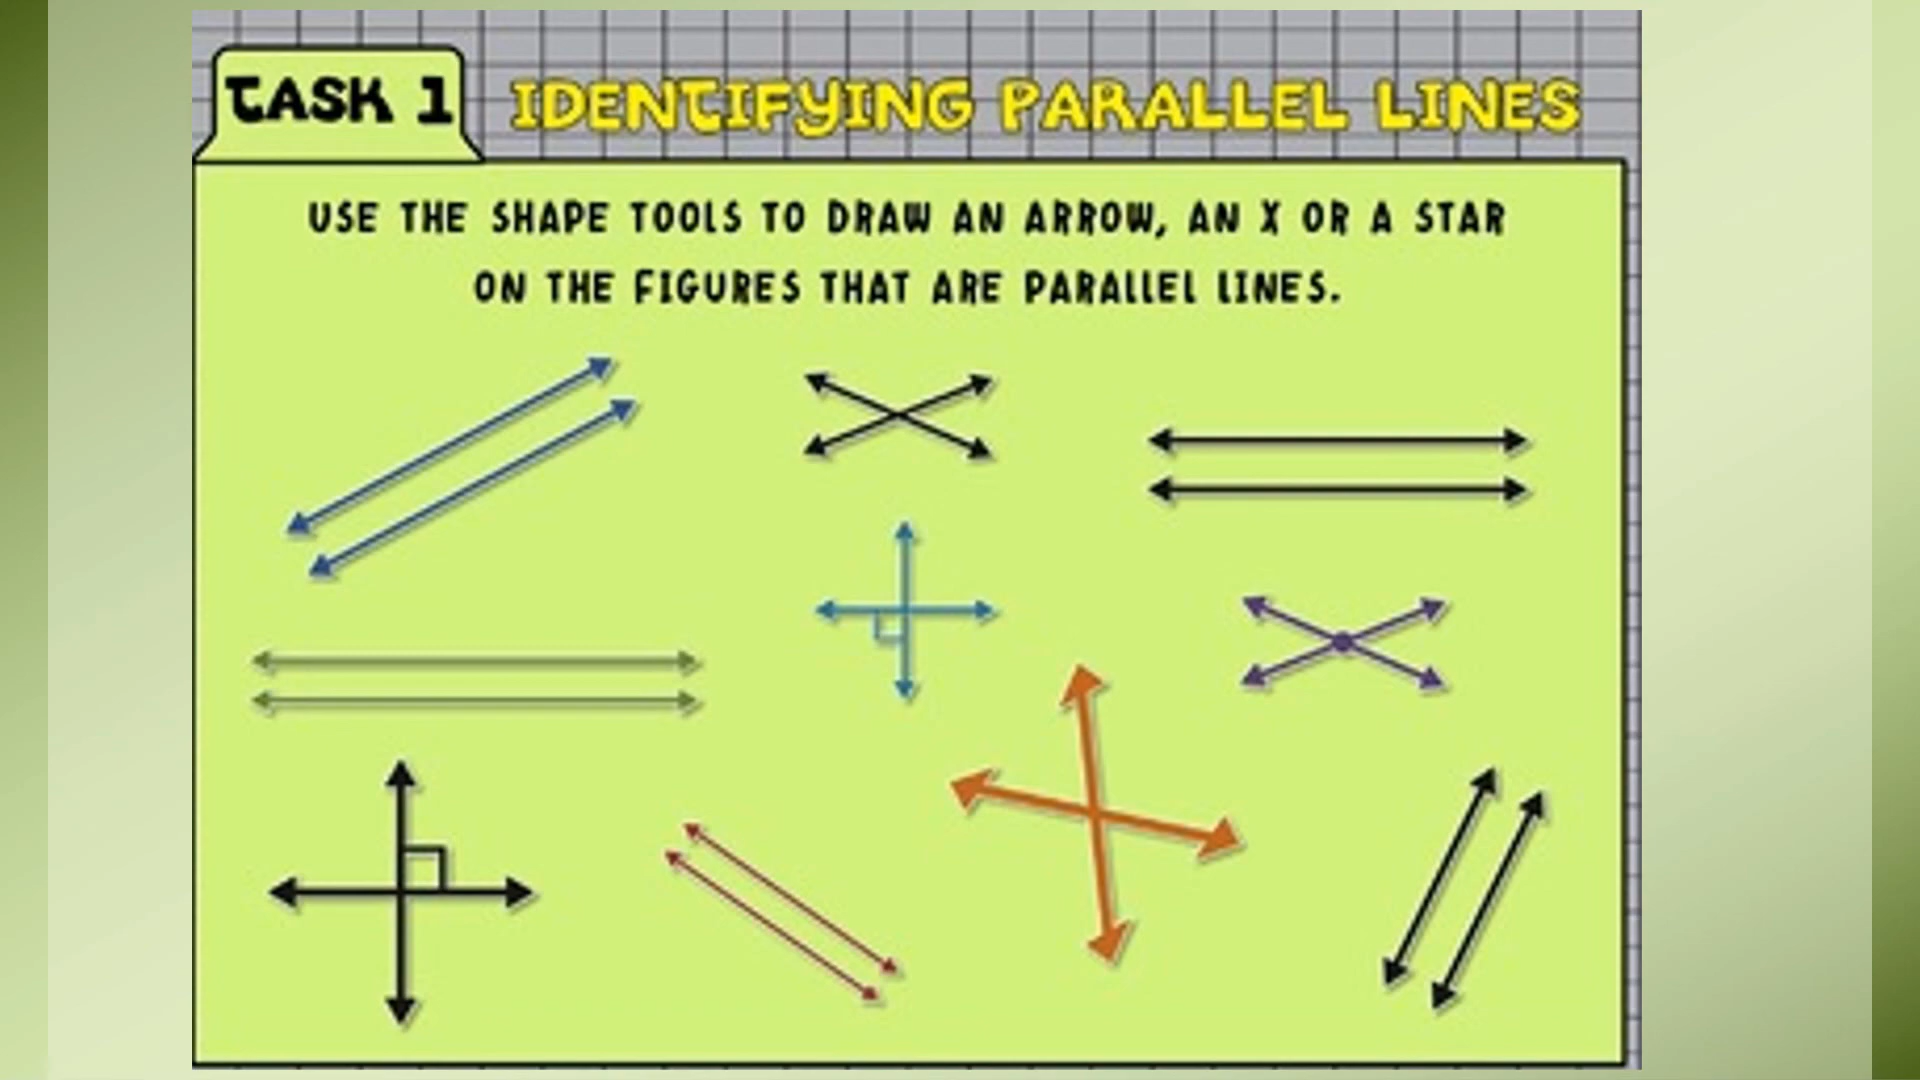 TASK 1
IDENTIFYING PARALLEL LINES
USE THE SHAPE TOOLS TO DRAW AN ARROW, AN X OR A STAR
ON THE FIGURES THAT ARE PARALLEL LINES.